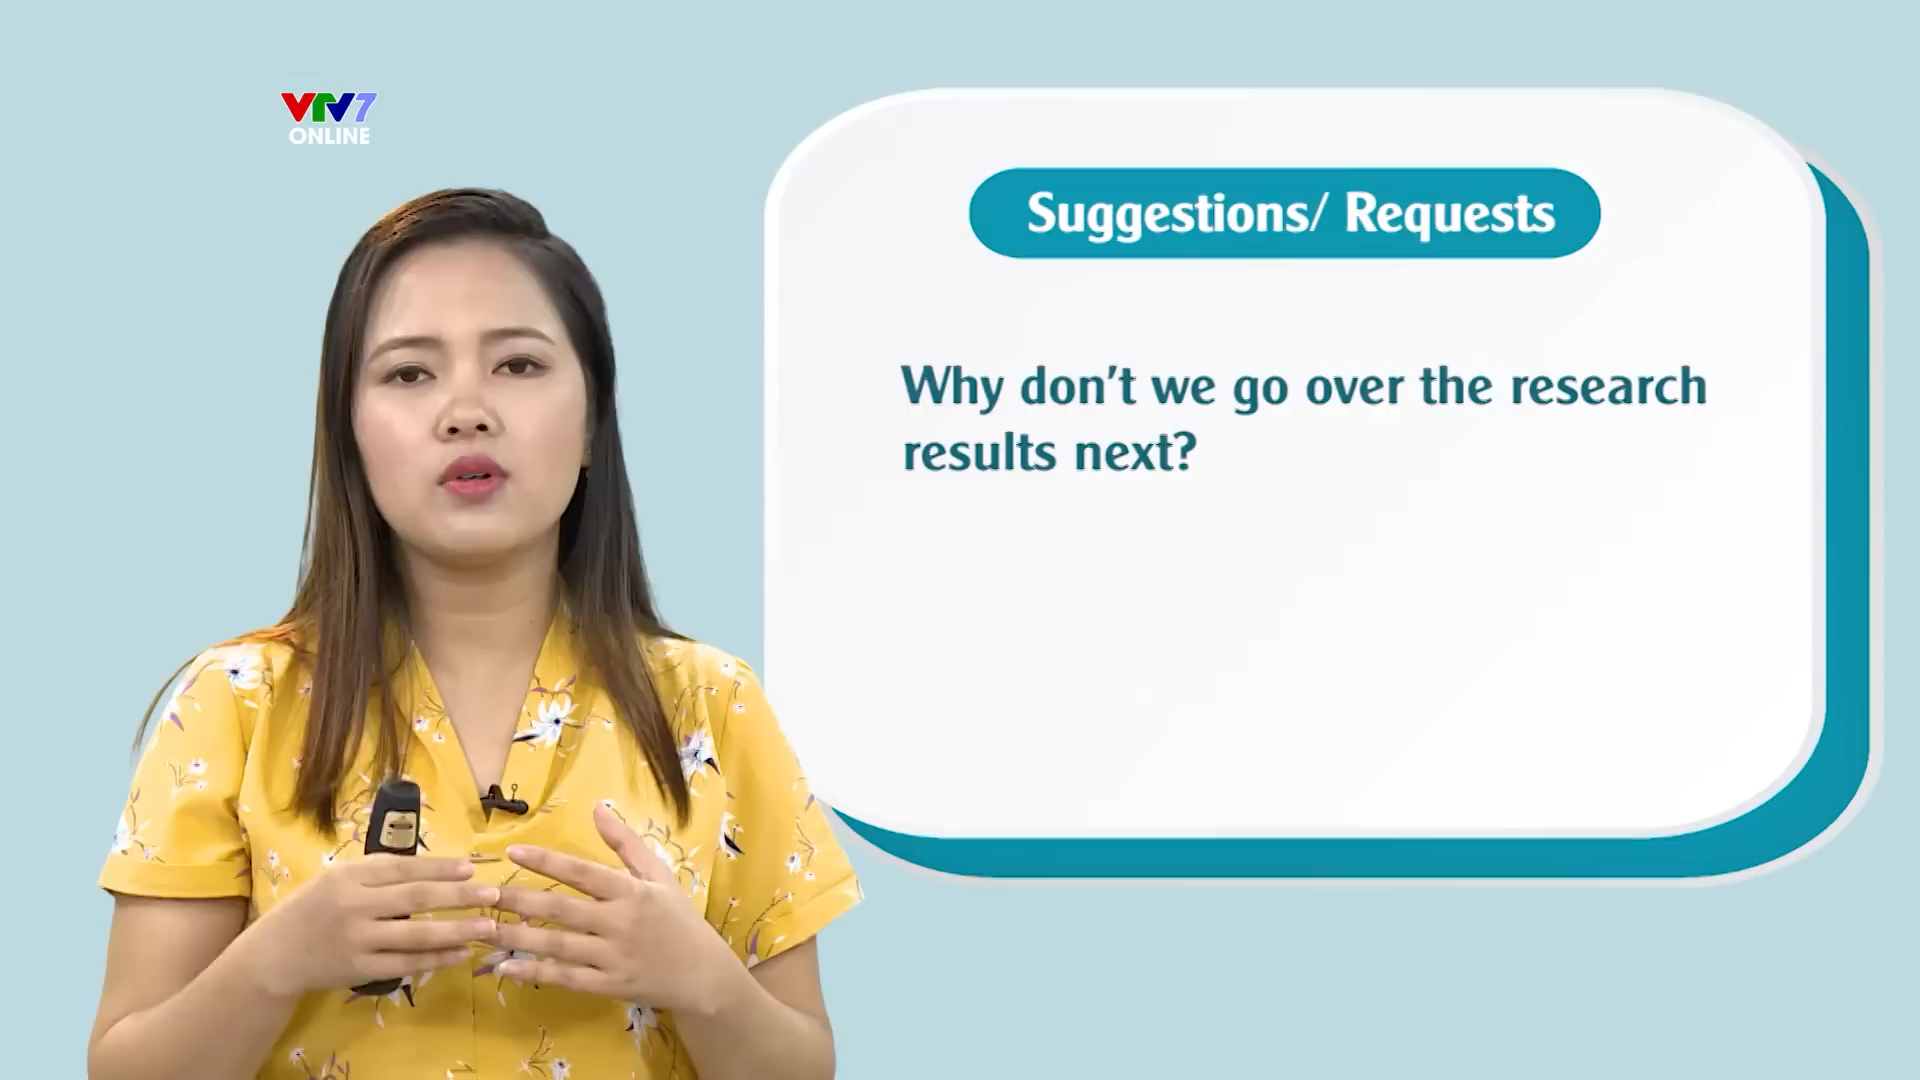 VTV7
ONLINE
Suggestions/ Requests
Why don't we go over the research
results next?